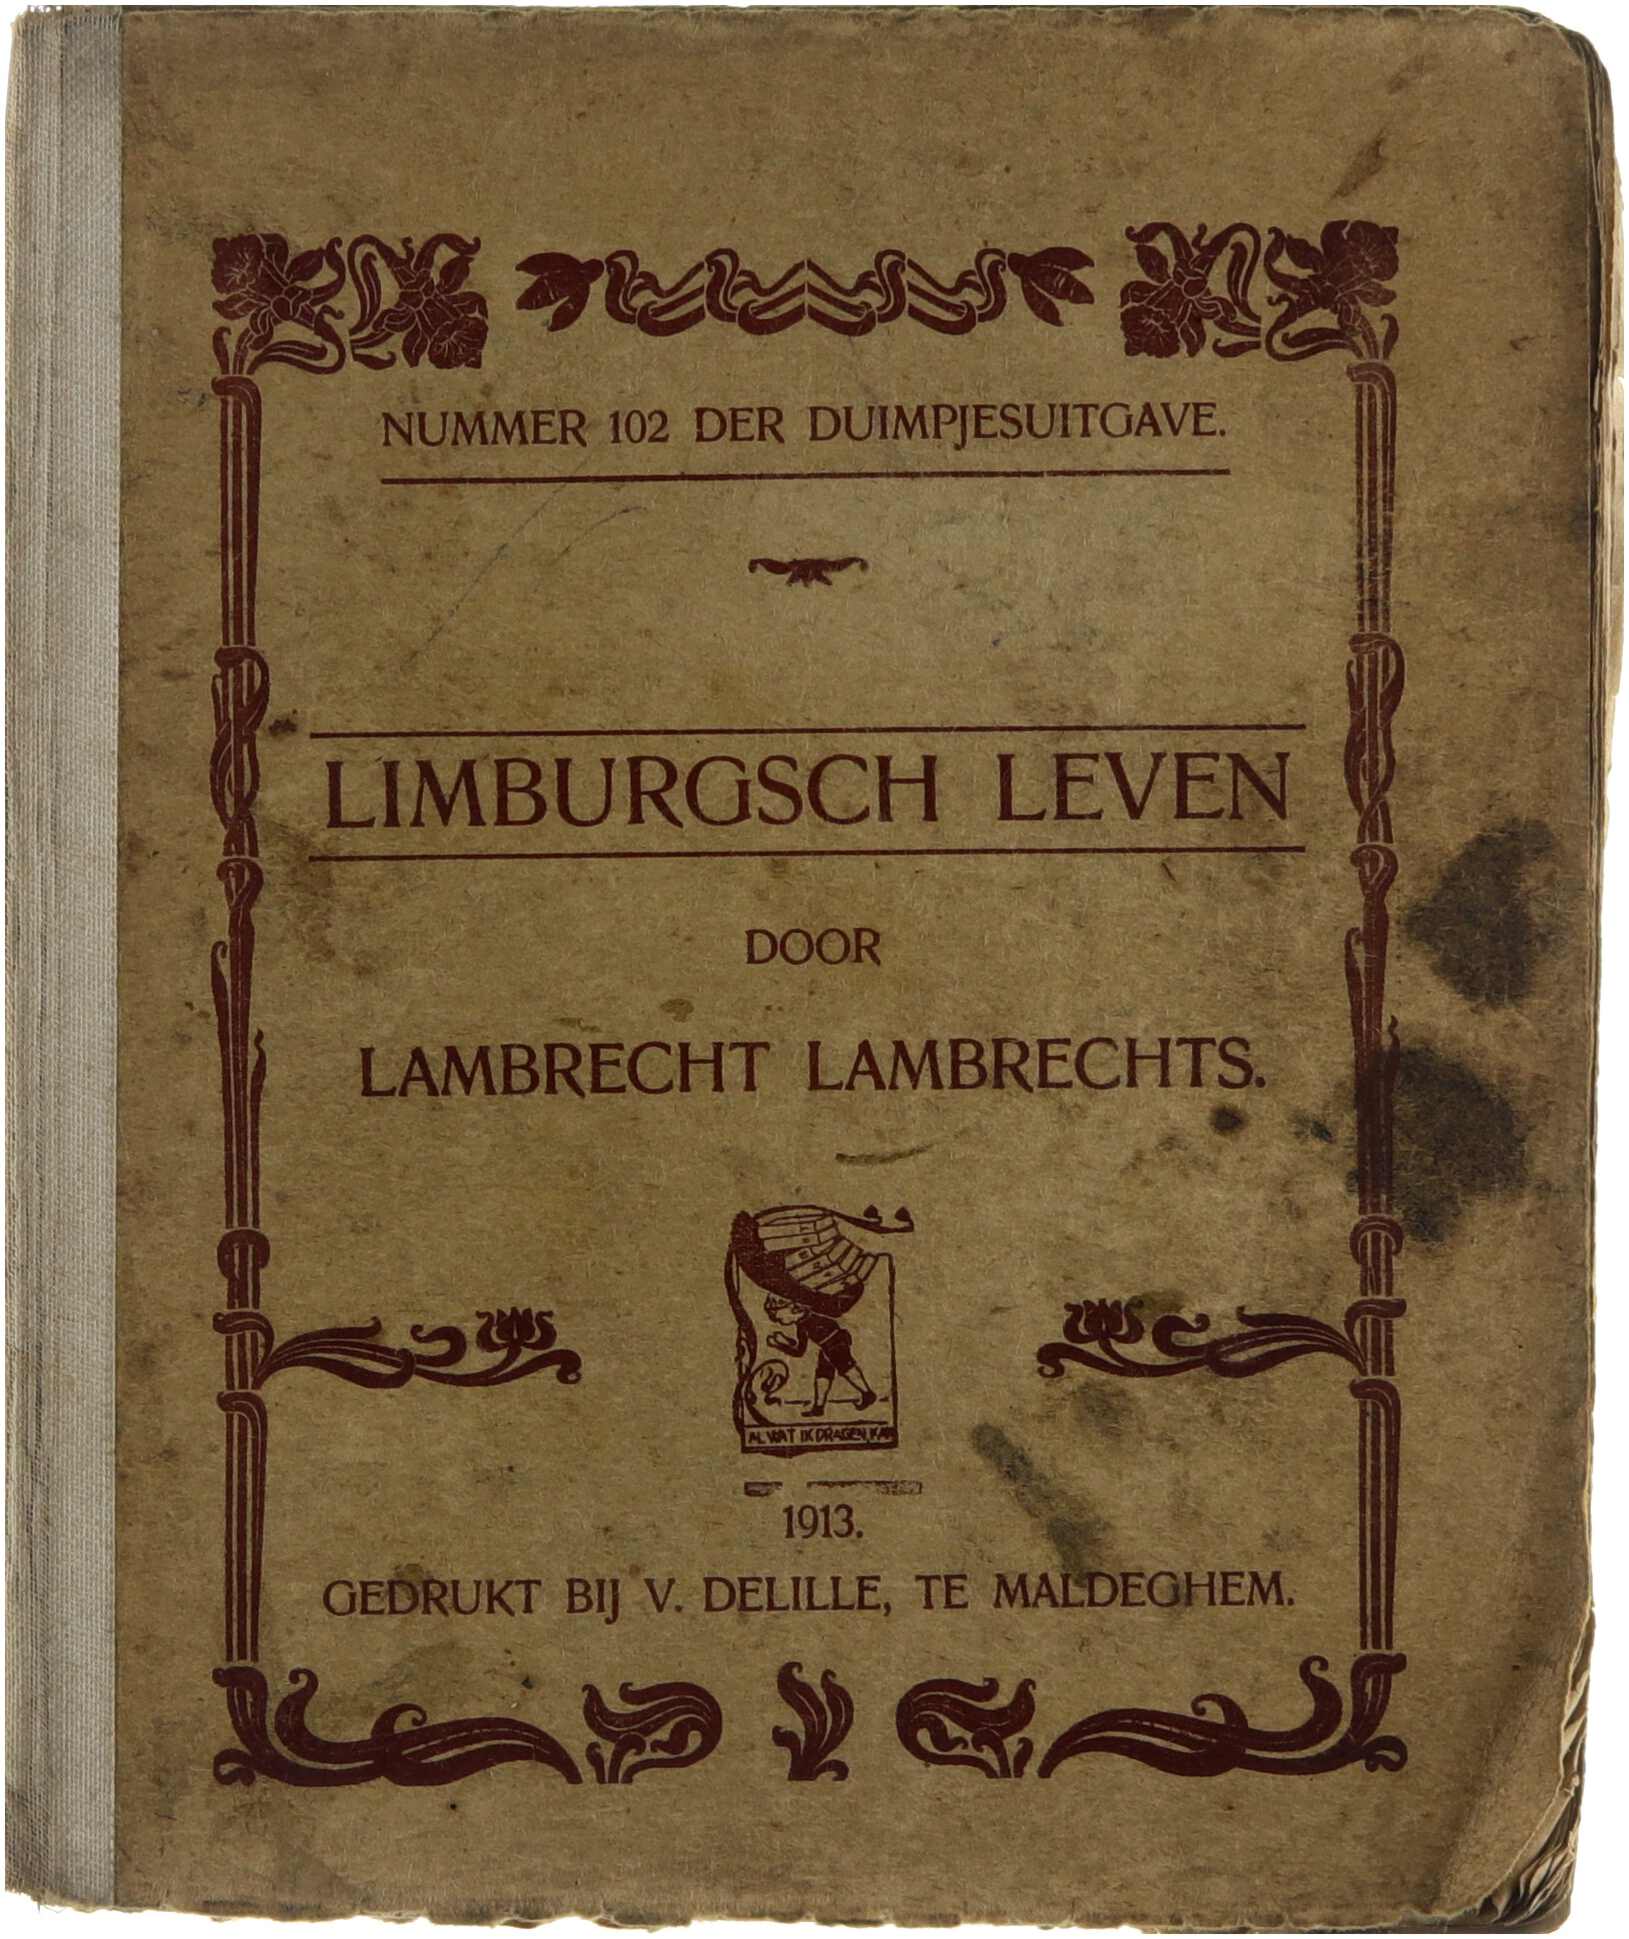 NUMMER 102 DER DUIMPJESUITGAVE.
LIMBURGSCH LEVEN
DOOR
LAMBRECHT LAMBRECHTS.
AL WAT IK DRAGEN KAN
1913.
GEDRUKT BIJ V. DELILLE, TE MALDEGHEM.